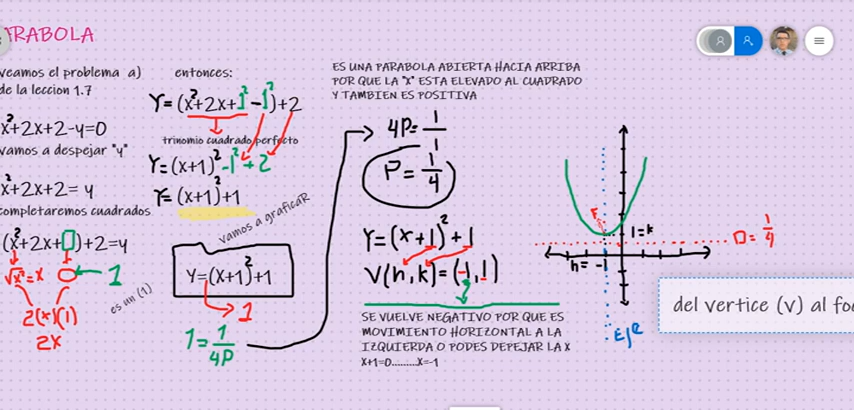 PARABOLA
veamos el problema a)
de la leccion 1.7
x²+2x+2-y=0
vamos a despejar "y"
x²+2x+2=y
completaremos cuadrados
(x²+2x+□)+2=y
√x²=x
1
2(x)(1)
2x
es un (1)
entonces:
Y=(x²+2x+1²-1²)+2
trinomio cuadrado perfecto
Y=(x+1)²-1²+2
Y=(x+1)²+1
vamos a graficaR
Y=(x+1)²+1
1
1=1/4P
ES UNA PARABOLA ABIERTA HACIA ARRIBA
POR QUE LA "X" ESTA ELEVADO AL CUADRADO
Y TAMBIEN ES POSITIVA
4P=1/1
P=1/4
Y=(x+1)²+1
V(h,k)=(-1,1)
SE VUELVE NEGATIVO POR QUE ES
MOVIMIENTO HORIZONTAL A LA
IZQUIERDA O PODES DEPEJAR LA X
X+1=0.........X=-1
F
1=k
h=-1
D=1/4
Eje
del vertice (v) al fo